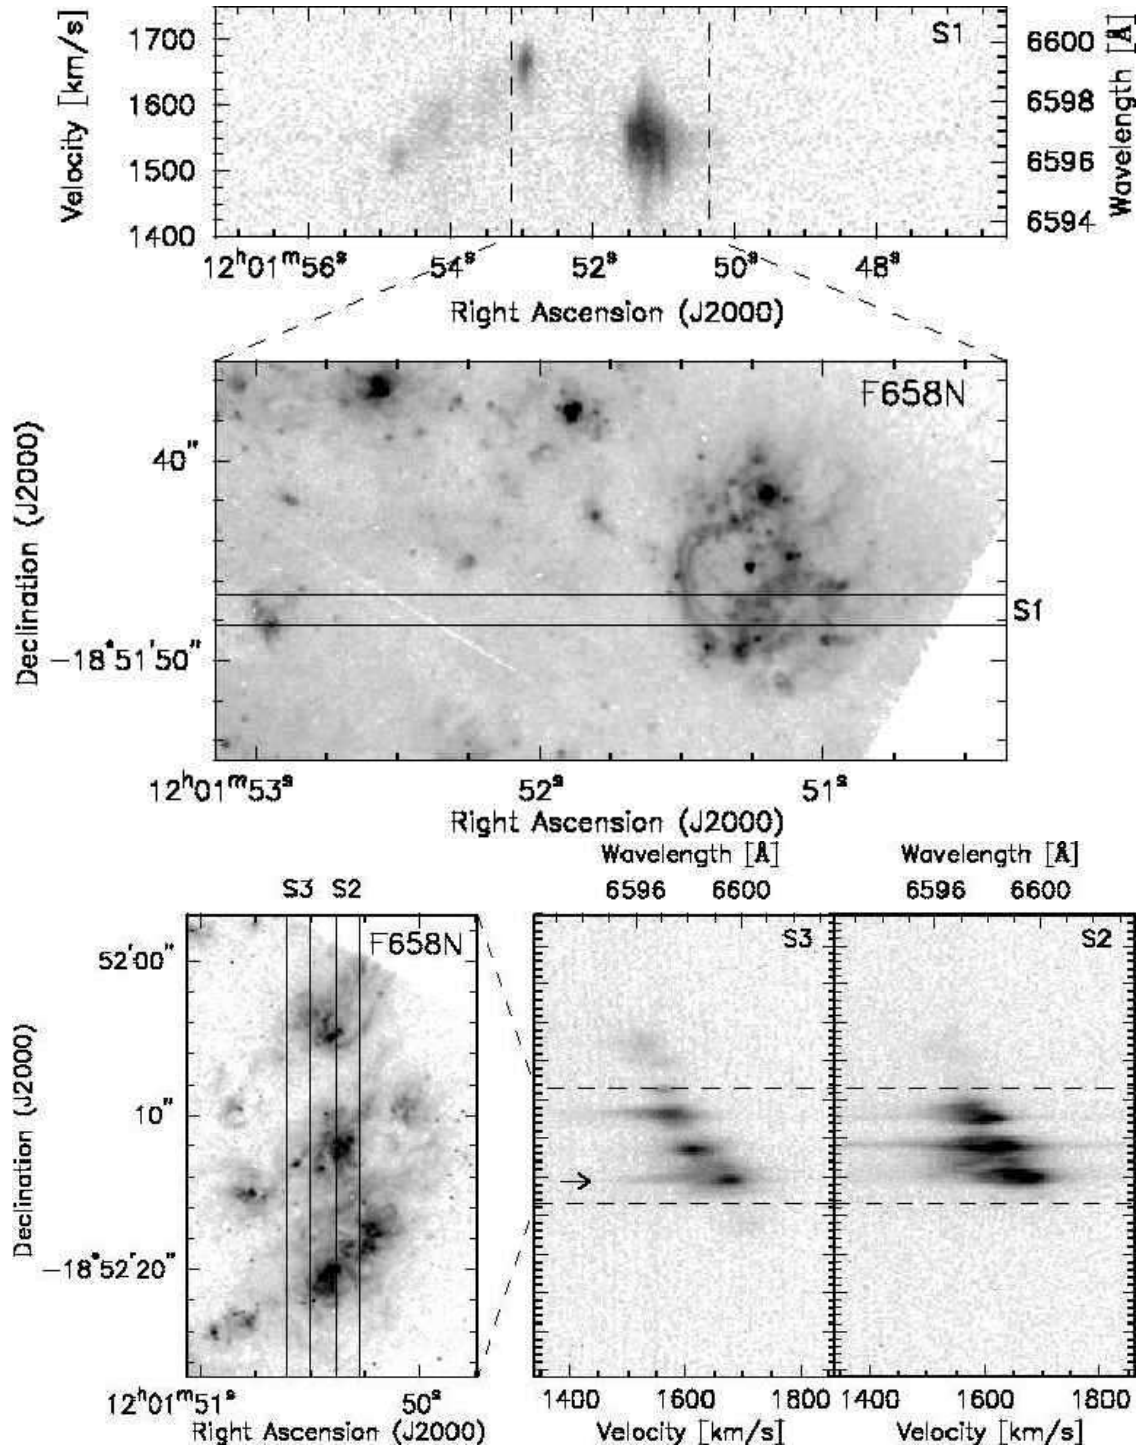 S1
Velocity [km/s]
1700
1600
1500
1400
6600
6598
6596
6594
Wavelength [Å]
12ʰ01ᵐ56ˢ 54ˢ 52ˢ 50ˢ 48ˢ
Right Ascension (J2000)
F658N
Declination (J2000)
40"
−18°51'50"
S1
12ʰ01ᵐ53ˢ 52ˢ 51ˢ
Right Ascension (J2000)
Wavelength [Å] Wavelength [Å]
6596 6600 6596 6600
S3 S2
F658N
S3
S2
Declination (J2000)
52'00"
10"
−18°52'20"
12ʰ01ᵐ51ˢ 50ˢ
Right Ascension (J2000)
1400 1600 1800 1400 1600 1800
Velocity [km/s] Velocity [km/s]